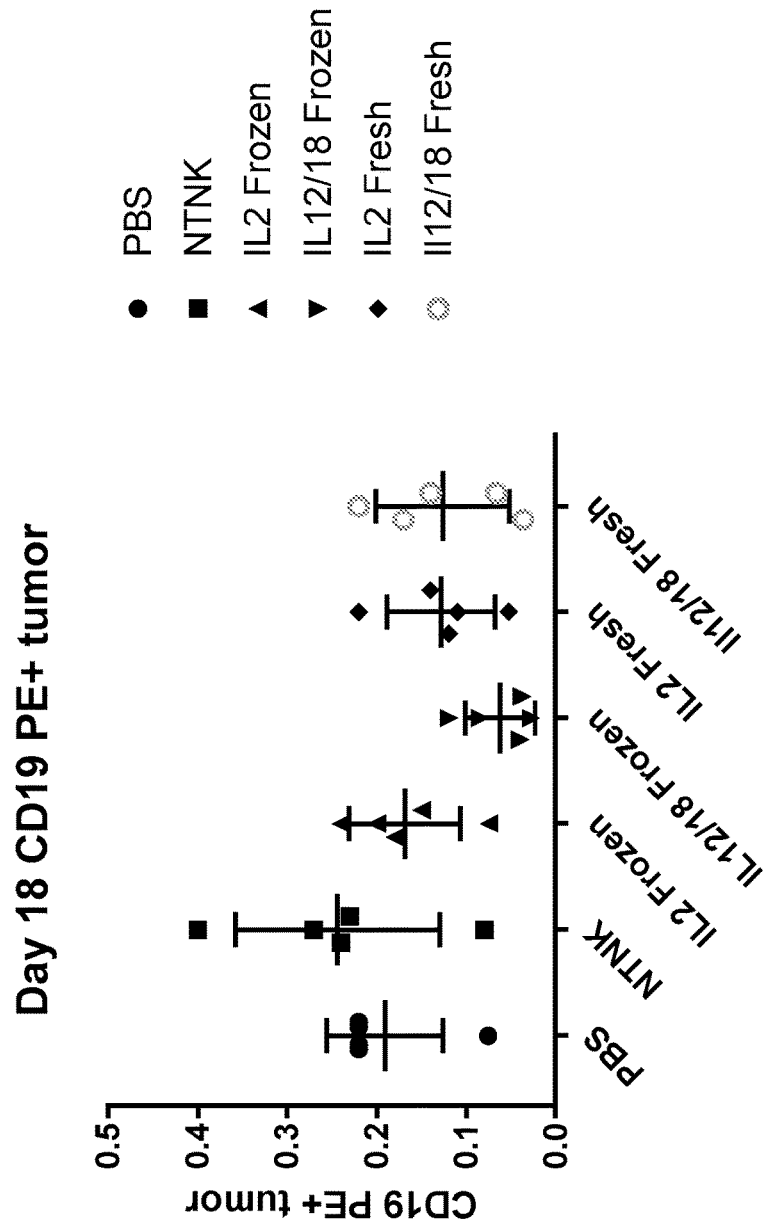 Day 18 CD19 PE+ tumor
CD19 PE+ tumor
0.5
0.4
0.3
0.2
0.1
0.0
PBS
NTNK
IL2 Frozen
IL12/18 Frozen
IL2 Fresh
Il12/18 Fresh
PBS
NTNK
IL2 Frozen
IL12/18 Frozen
IL2 Fresh
Il12/18 Fresh